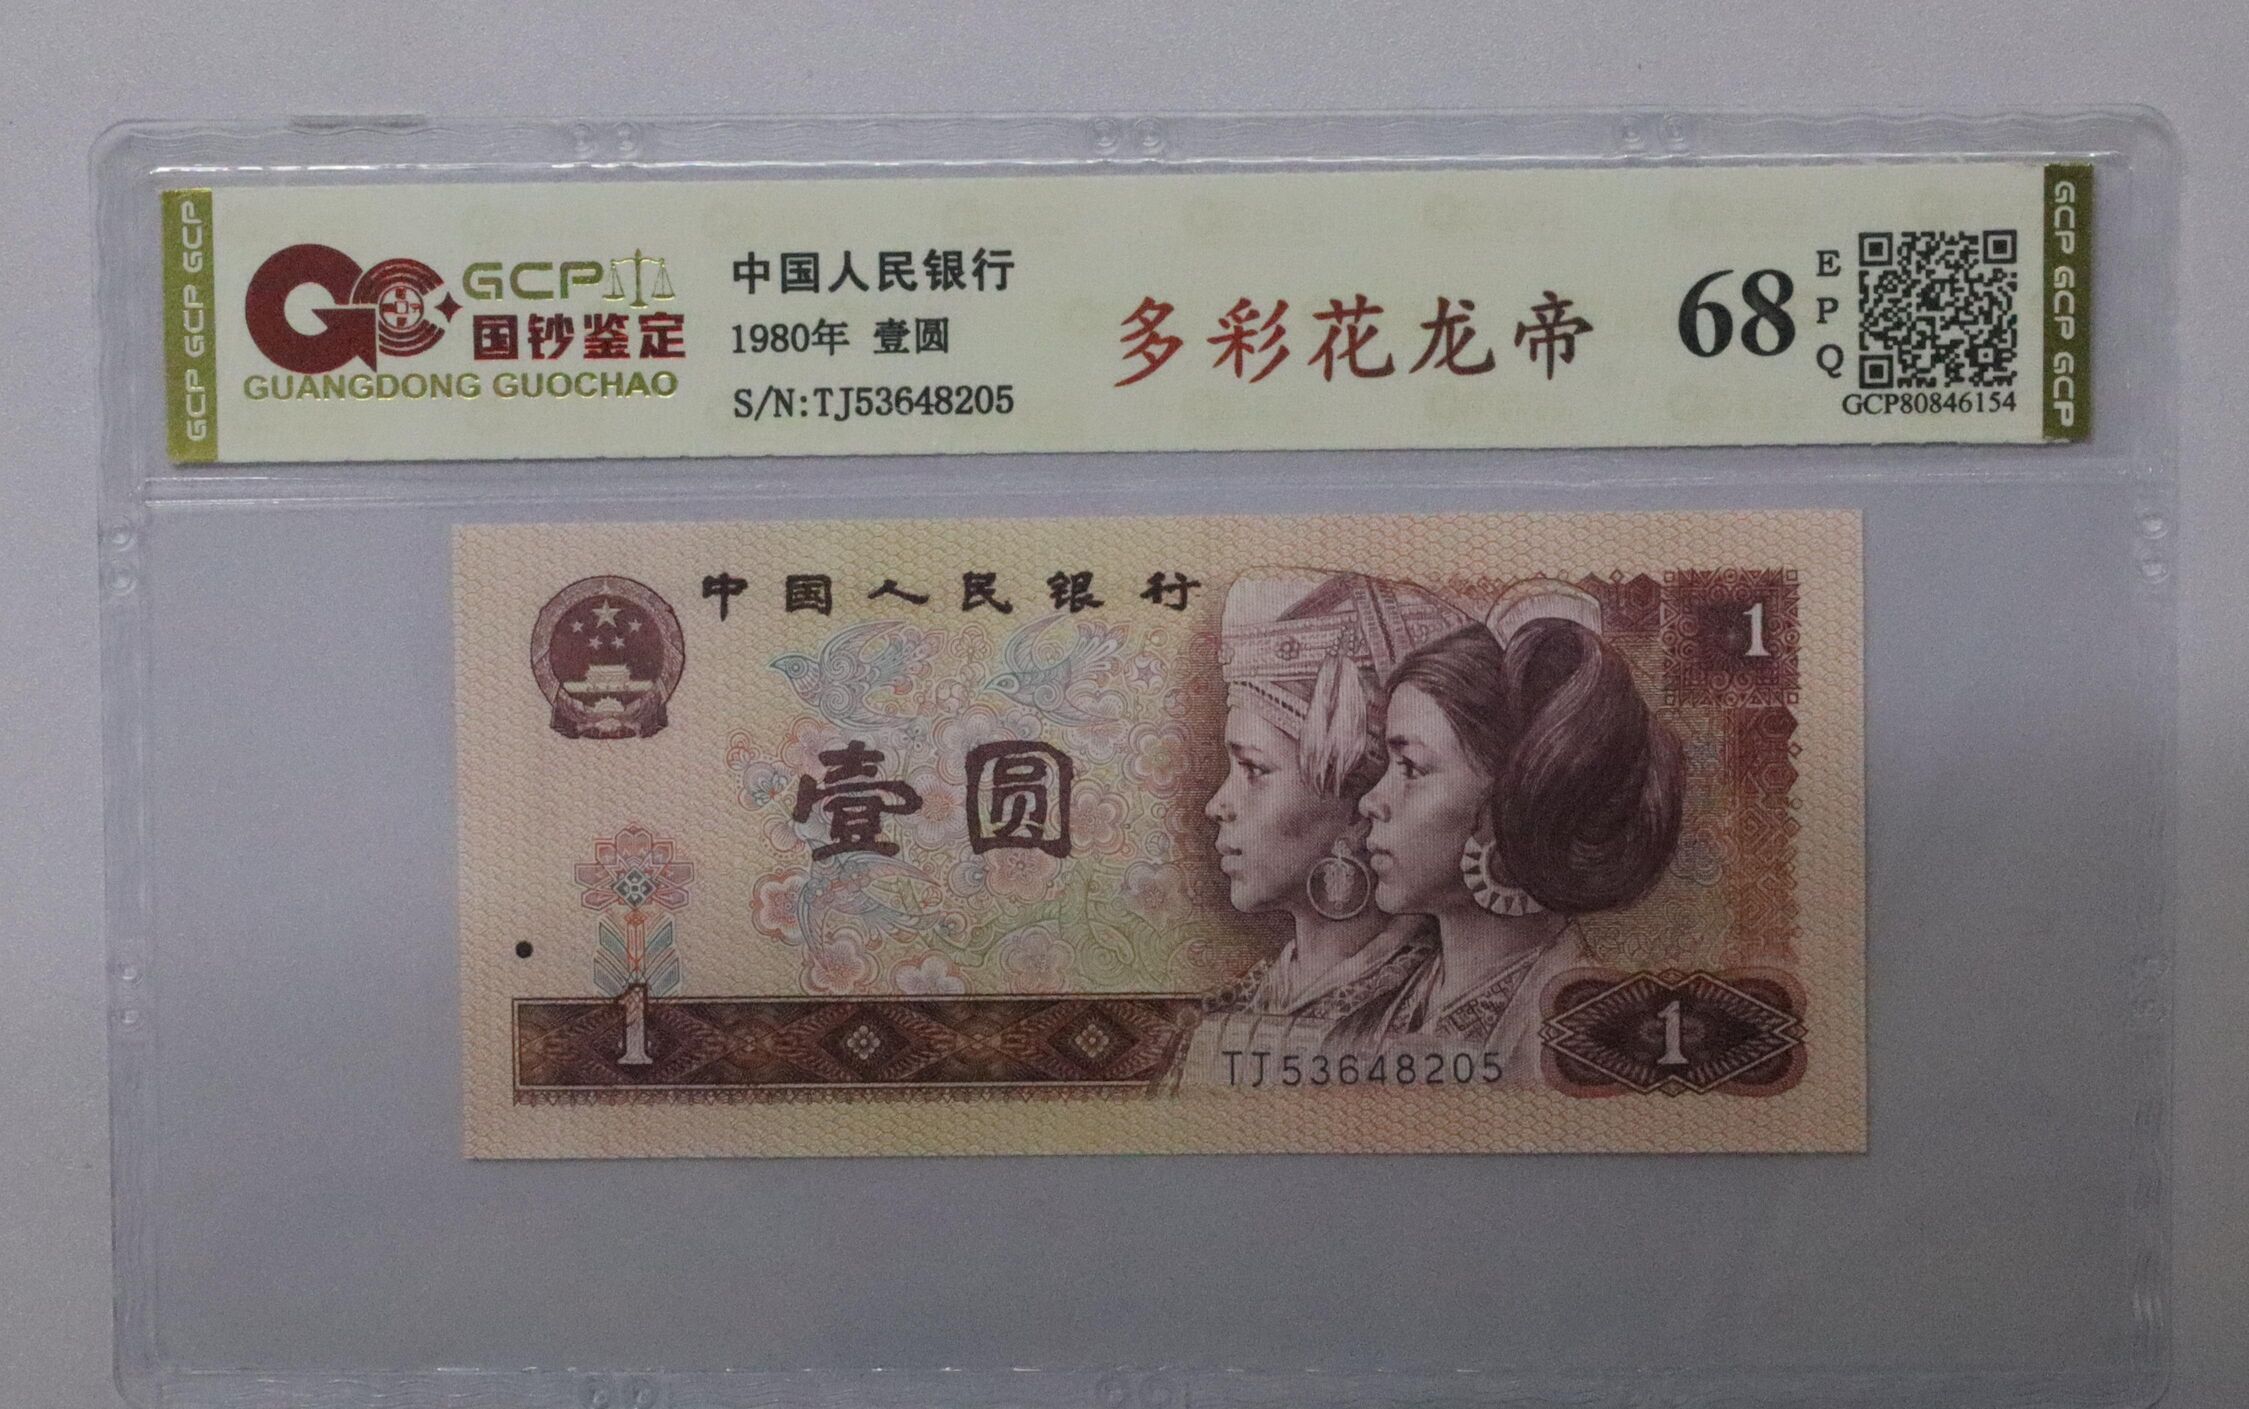 GCP GCP GCP
GCP
国钞鉴定
GUANGDONG GUOCHAO
中国人民银行
1980年 壹圆
S/N:TJ53648205
多彩花龙帝
68
EPQ
GCP80846154
GCP GCP GCP
中国人民银行
1
壹圆
1
TJ53648205
1